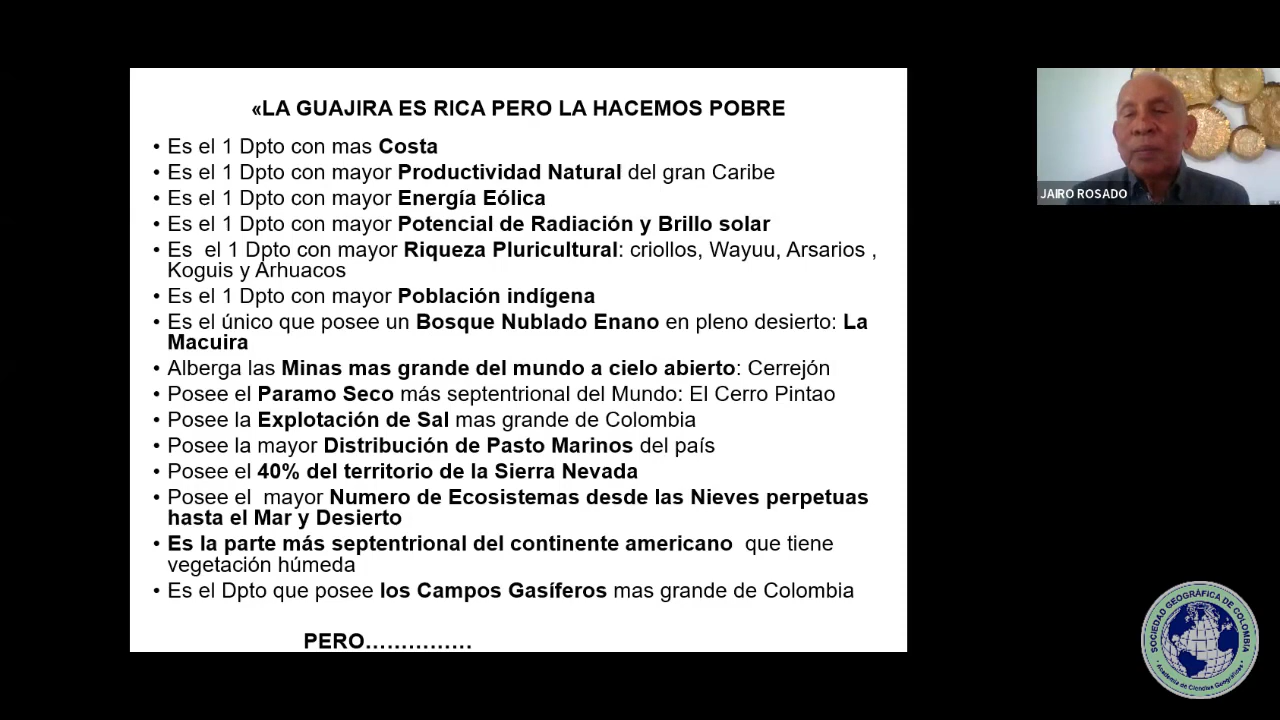 «LA GUAJIRA ES RICA PERO LA HACEMOS POBRE
• Es el 1 Dpto con mas Costa
• Es el 1 Dpto con mayor Productividad Natural del gran Caribe
• Es el 1 Dpto con mayor Energía Eólica
• Es el 1 Dpto con mayor Potencial de Radiación y Brillo solar
• Es  el 1 Dpto con mayor Riqueza Pluricultural: criollos, Wayuu, Arsarios ,
Koguis y Arhuacos
• Es el 1 Dpto con mayor Población indígena
• Es el único que posee un Bosque Nublado Enano en pleno desierto: La
Macuira
• Alberga las Minas mas grande del mundo a cielo abierto: Cerrejón
• Posee el Paramo Seco más septentrional del Mundo: El Cerro Pintao
• Posee la Explotación de Sal mas grande de Colombia
• Posee la mayor Distribución de Pasto Marinos del país
• Posee el 40% del territorio de la Sierra Nevada
• Posee el  mayor Numero de Ecosistemas desde las Nieves perpetuas
hasta el Mar y Desierto
• Es la parte más septentrional del continente americano  que tiene
vegetación húmeda
• Es el Dpto que posee los Campos Gasíferos mas grande de Colombia
PERO……………
JAIRO ROSADO
SOCIEDAD GEOGRÁFICA DE COLOMBIA
Academia de Ciencias Geográficas